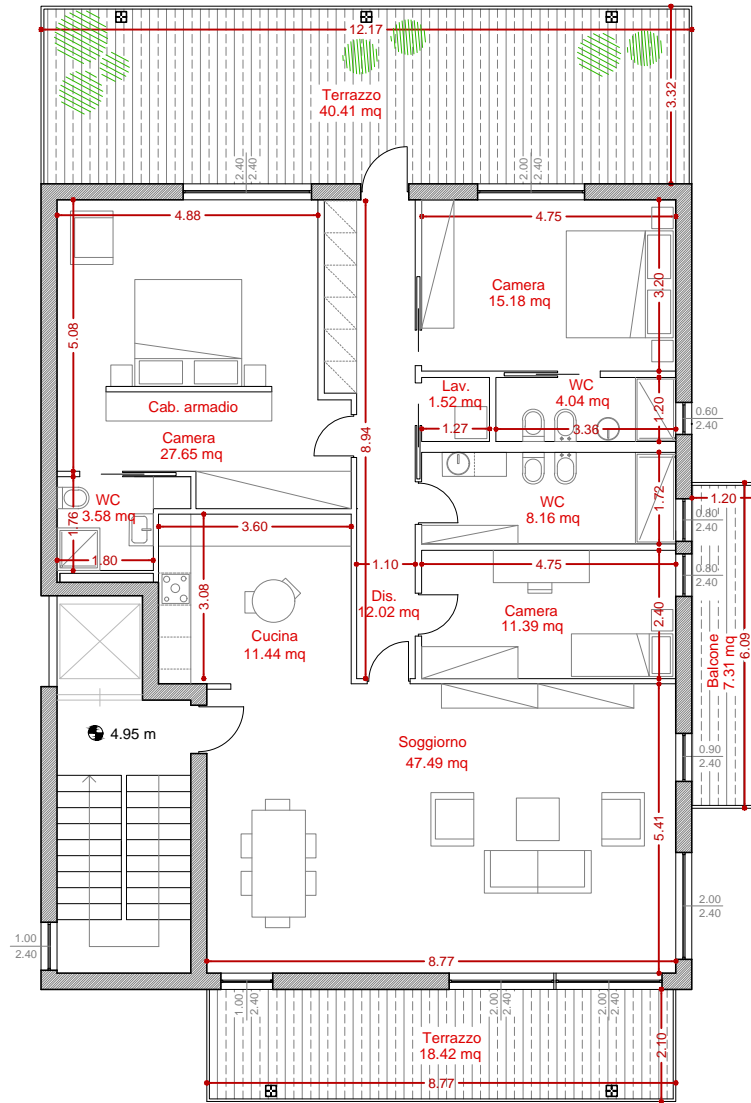 12.17
3.32
Terrazzo
40.41 mq
2.40
2.40
2.00
2.40
4.88
4.75
Camera
15.18 mq
3.20
5.08
Cab. armadio
Camera
27.65 mq
8.94
Lav.
1.52 mq
1.27
WC
4.04 mq
3.36
1.20
0.60
2.40
WC
3.58 mq
1.76
1.80
3.60
WC
8.16 mq
1.72
1.20
0.80
2.40
3.08
1.10
4.75
0.80
2.40
Dis.
12.02 mq
Camera
11.39 mq
2.40
Cucina
11.44 mq
Balcone
7.31 mq
6.09
4.95 m
Soggiorno
47.49 mq
0.90
2.40
5.41
2.00
2.40
1.00
2.40
8.77
1.00
2.40
2.00
2.40
2.00
2.40
Terrazzo
18.42 mq
2.10
8.77